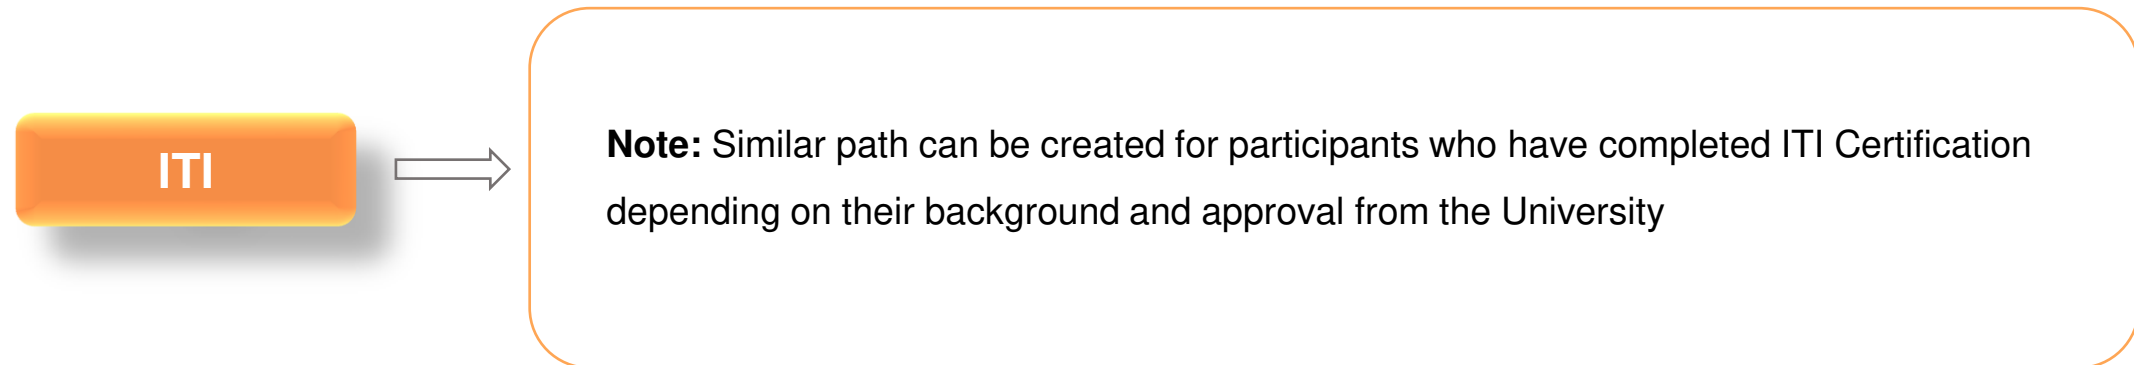 ITI
Note: Similar path can be created for participants who have completed ITI Certification
depending on their background and approval from the University